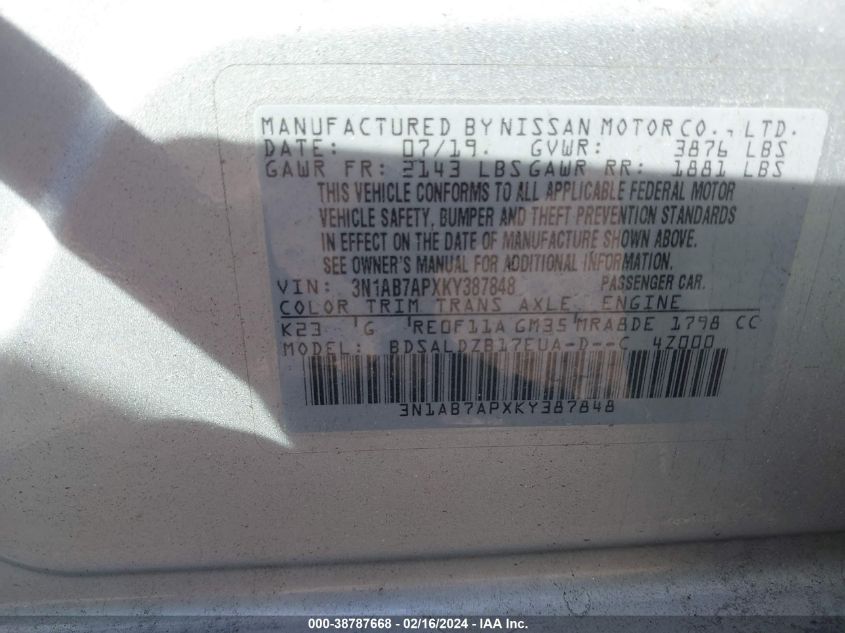 MANUFACTURED BY NISSAN MOTOR CO., LTD.
DATE: 07/19. GVWR: 3876 LBS
GAWR FR: 2143 LBS GAWR RR: 1881 LBS
THIS VEHICLE CONFORMS TO ALL APPLICABLE FEDERAL MOTOR
VEHICLE SAFETY, BUMPER AND THEFT PREVENTION STANDARDS
IN EFFECT ON THE DATE OF MANUFACTURE SHOWN ABOVE.
SEE OWNER'S MANUAL FOR ADDITIONAL INFORMATION.
VIN: 3N1AB7APXKY387848 PASSENGER CAR.
COLOR TRIM TRANS AXLE ENGINE
K23 G RE0F11A GM35 MRA8DE 1798 CC
MODEL: BDSALDZB17EUA-D--C 4Z000
3N1AB7APXKY387848
000-38787668 - 02/16/2024 - IAA Inc.